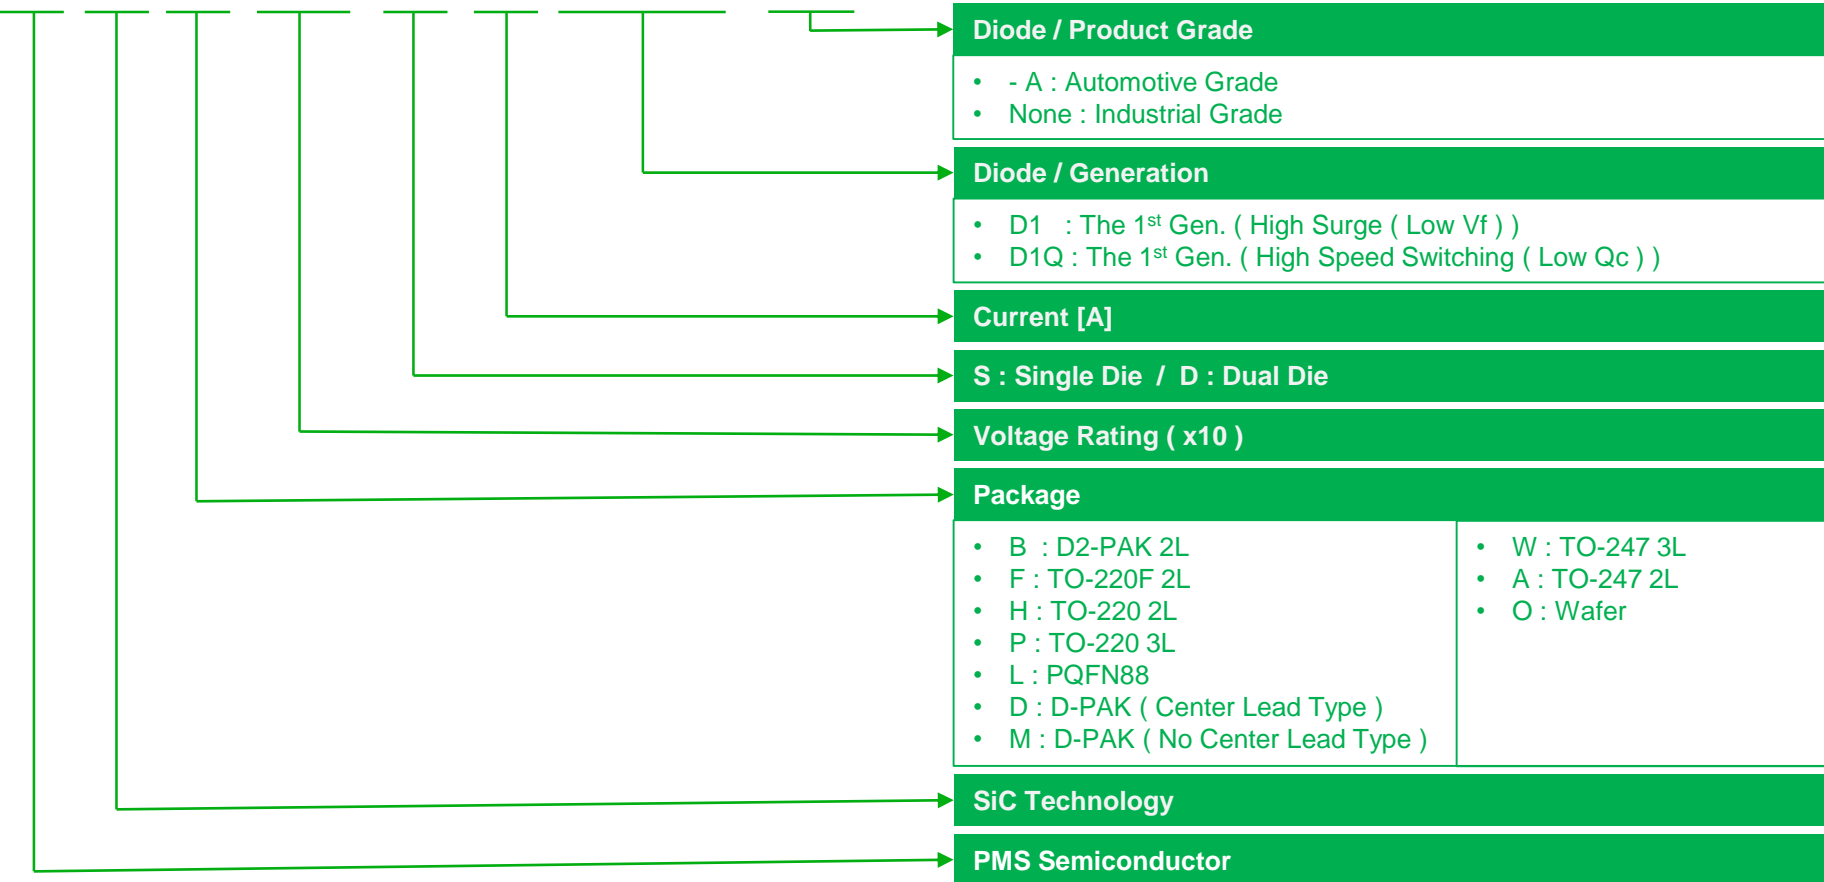 Diode / Product Grade
• - A : Automotive Grade
• None : Industrial Grade
Diode / Generation
• D1 : The 1st Gen. ( High Surge ( Low Vf ) )
• D1Q : The 1st Gen. ( High Speed Switching ( Low Qc ) )
Current [A]
S : Single Die / D : Dual Die
Voltage Rating ( x10 )
Package
• B : D2-PAK 2L
• F : TO-220F 2L
• H : TO-220 2L
• P : TO-220 3L
• L : PQFN88
• D : D-PAK ( Center Lead Type )
• M : D-PAK ( No Center Lead Type )
• W : TO-247 3L
• A : TO-247 2L
• O : Wafer
SiC Technology
PMS Semiconductor